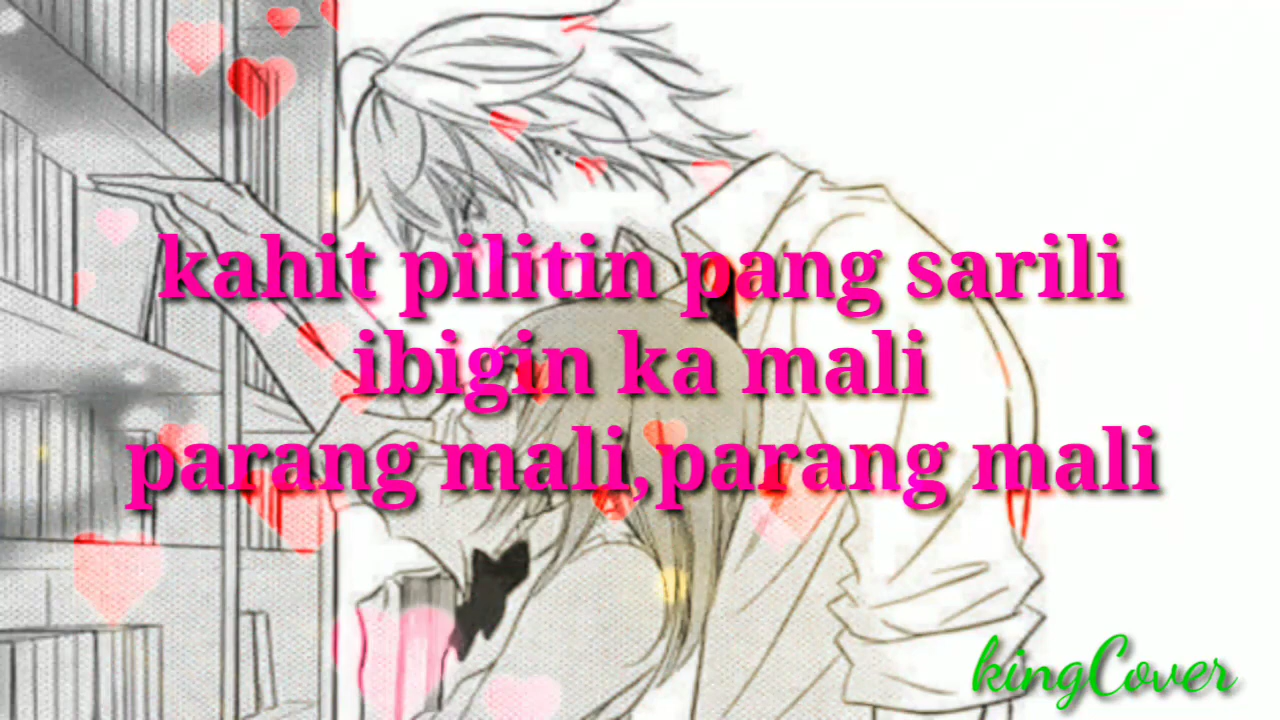 kahit pilitin pang sarili
ibigin ka mali
parang mali,parang mali
kingCover